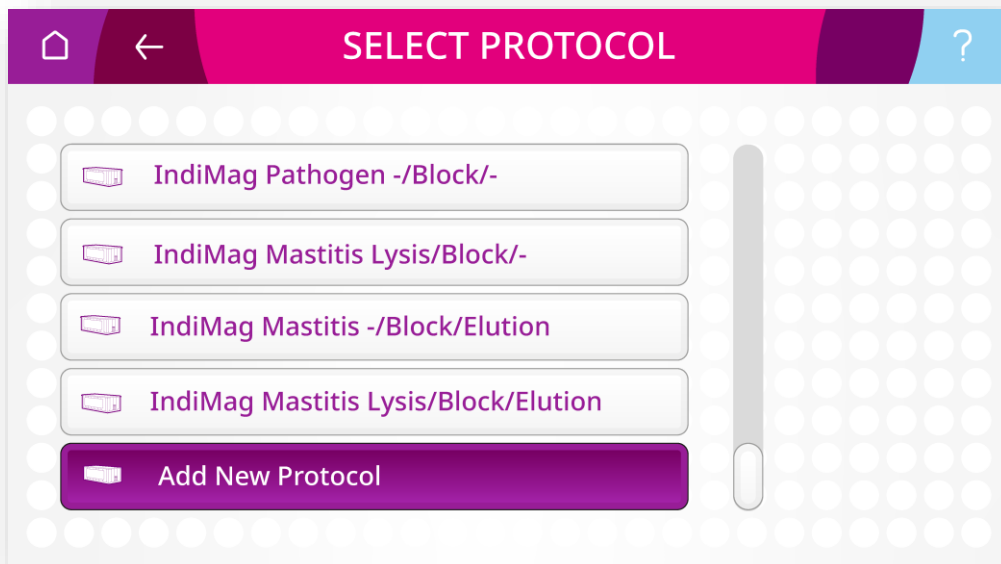 SELECT PROTOCOL
?
IndiMag Pathogen -/Block/-
IndiMag Mastitis Lysis/Block/-
IndiMag Mastitis -/Block/Elution
IndiMag Mastitis Lysis/Block/Elution
Add New Protocol